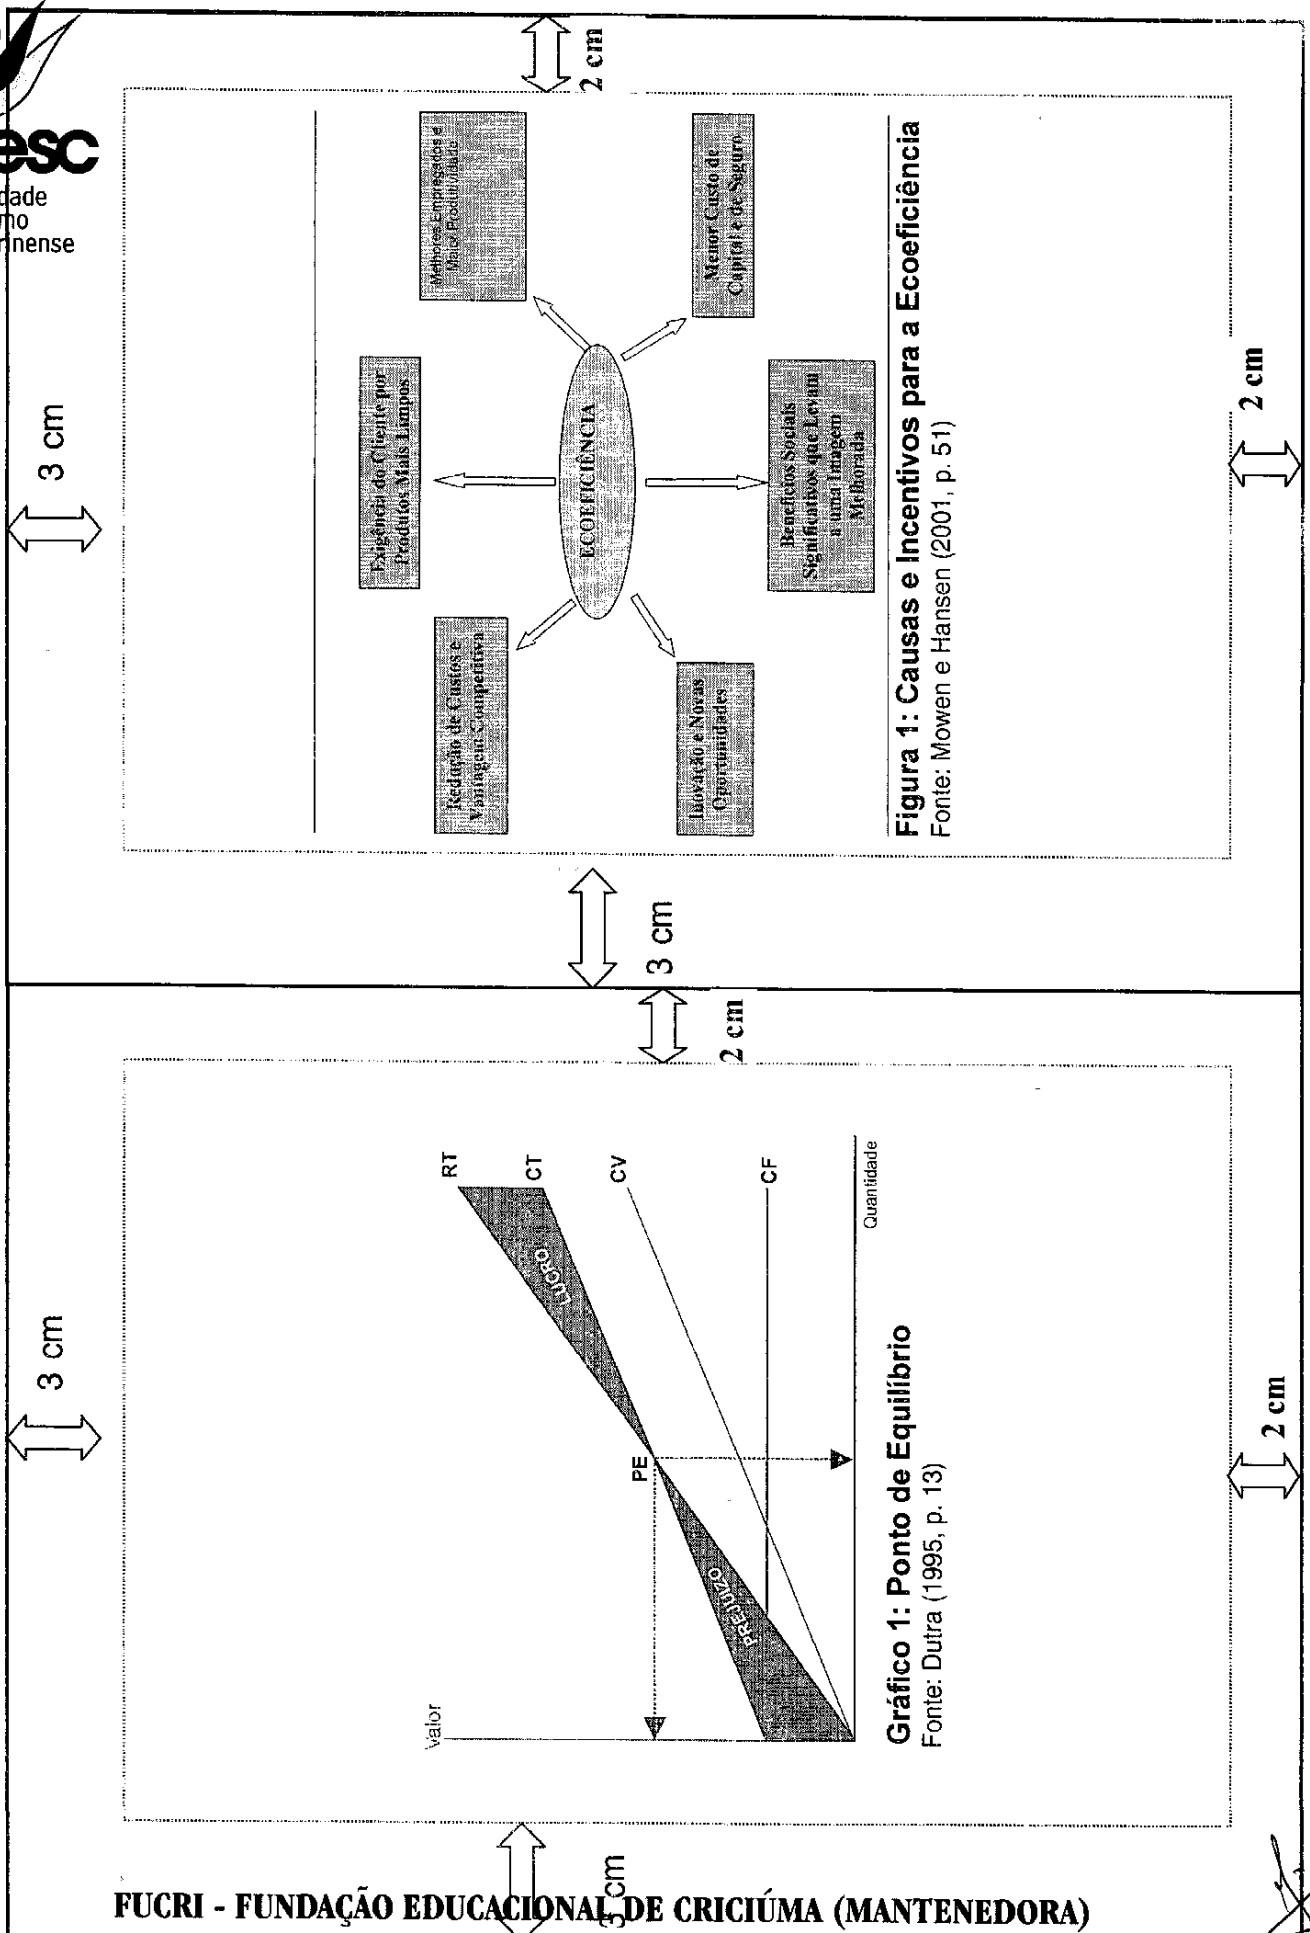 esc
dade
mo
rinense
3 cm
2 cm
Melhores Empregados e
Maior Produtividade
Exigência do Cliente por
Produtos Mais Limpos
Redução de Custos e
Vantagem Competitiva
ECOEFICIÊNCIA
Menor Custo de
Capital e de Seguro
Benefícios Sociais
Significativos que Levam
a uma Imagem
Melhorada
Inovação e Novas
Oportunidades
Figura 1: Causas e Incentivos para a Ecoeficiência
Fonte: Mowen e Hansen (2001, p. 51)
3 cm
2 cm
3 cm
2 cm
Valor
RT
CT
CV
CF
LUCRO
PE
PREJUÍZO
Quantidade
Gráfico 1: Ponto de Equilíbrio
Fonte: Dutra (1995, p. 13)
3 cm
2 cm
FUCRI - FUNDAÇÃO EDUCACIONAL DE CRICIÚMA (MANTENEDORA)